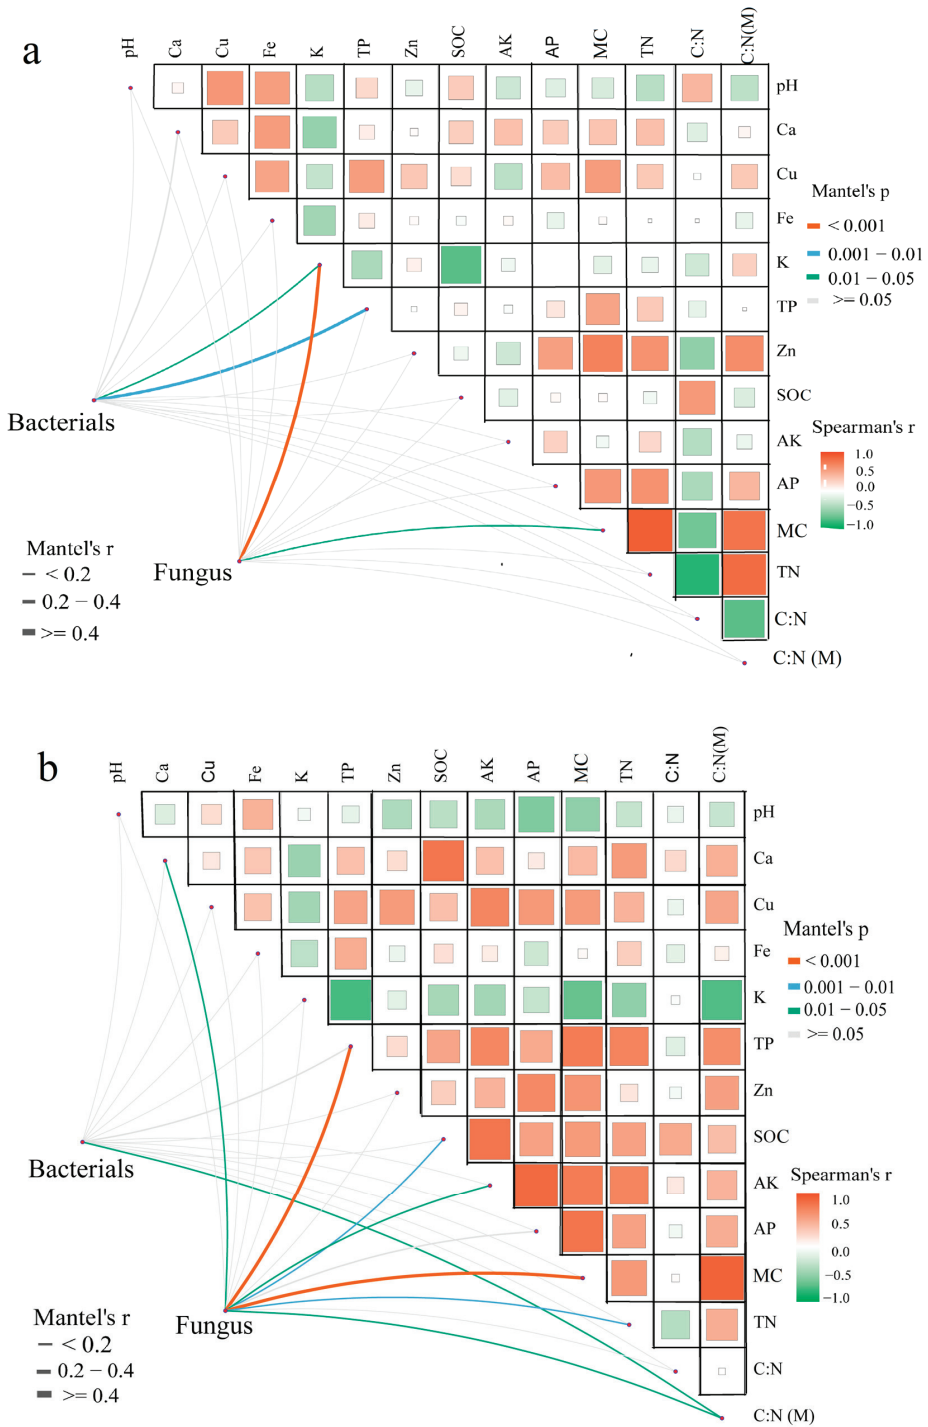 a
pH Ca Cu Fe K TP Zn SOC AK AP MC TN C:N C:N(M)
pH
Ca
Cu
Fe
K
TP
Zn
SOC
AK
AP
MC
TN
C:N
C:N (M)
Mantel's p
< 0.001
0.001 − 0.01
0.01 − 0.05
>= 0.05
Spearman's r
1.0
0.5
0.0
−0.5
−1.0
Bacterials
Fungus
Mantel's r
< 0.2
0.2 − 0.4
>= 0.4
b
pH Ca Cu Fe K TP Zn SOC AK AP MC TN C:N C:N(M)
pH
Ca
Cu
Fe
K
TP
Zn
SOC
AK
AP
MC
TN
C:N
C:N (M)
Mantel's p
< 0.001
0.001 − 0.01
0.01 − 0.05
>= 0.05
Spearman's r
1.0
0.5
0.0
−0.5
−1.0
Bacterials
Fungus
Mantel's r
< 0.2
0.2 − 0.4
>= 0.4